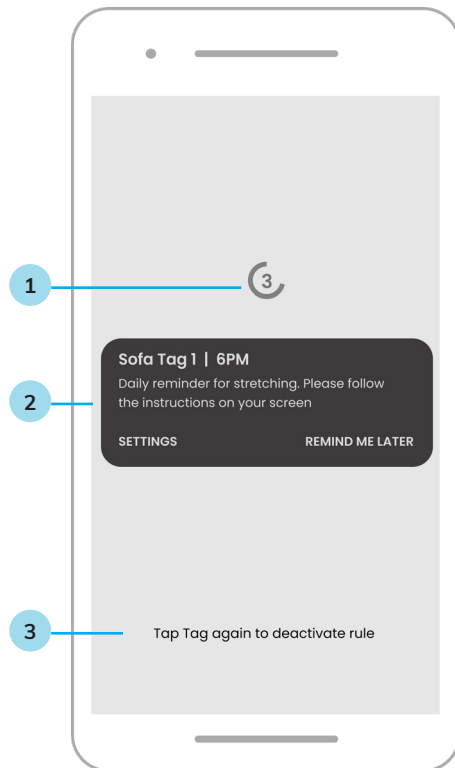 1
3
2
Sofa Tag 1 | 6PM
Daily reminder for stretching. Please follow
the instructions on your screen
SETTINGS REMIND ME LATER
3
Tap Tag again to deactivate rule